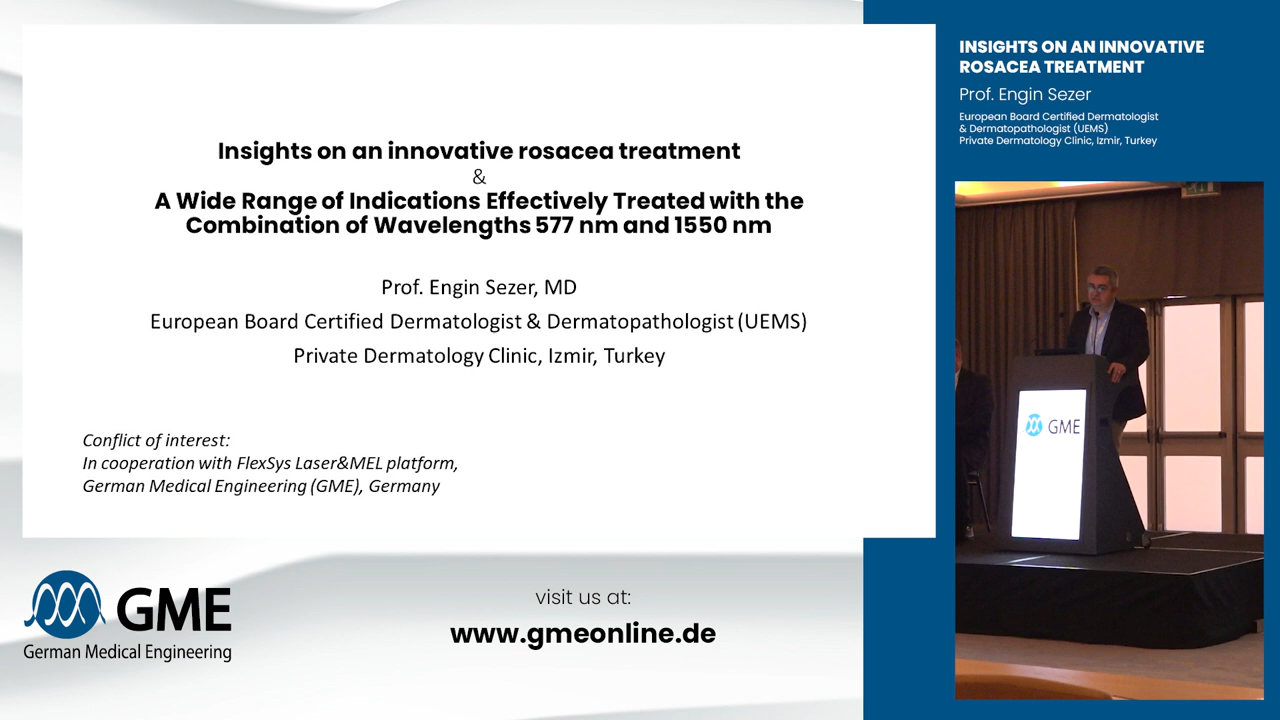 Insights on an innovative rosacea treatment
&
A Wide Range of Indications Effectively Treated with the
Combination of Wavelengths 577 nm and 1550 nm
Prof. Engin Sezer, MD
European Board Certified Dermatologist & Dermatopathologist (UEMS)
Private Dermatology Clinic, Izmir, Turkey
Conflict of interest:
In cooperation with FlexSys Laser&MEL platform,
German Medical Engineering (GME), Germany
GME
German Medical Engineering
visit us at:
www.gmeonline.de
INSIGHTS ON AN INNOVATIVE
ROSACEA TREATMENT
Prof. Engin Sezer
European Board Certified Dermatologist
& Dermatopathologist (UEMS)
Private Dermatology Clinic, Izmir, Turkey
GME